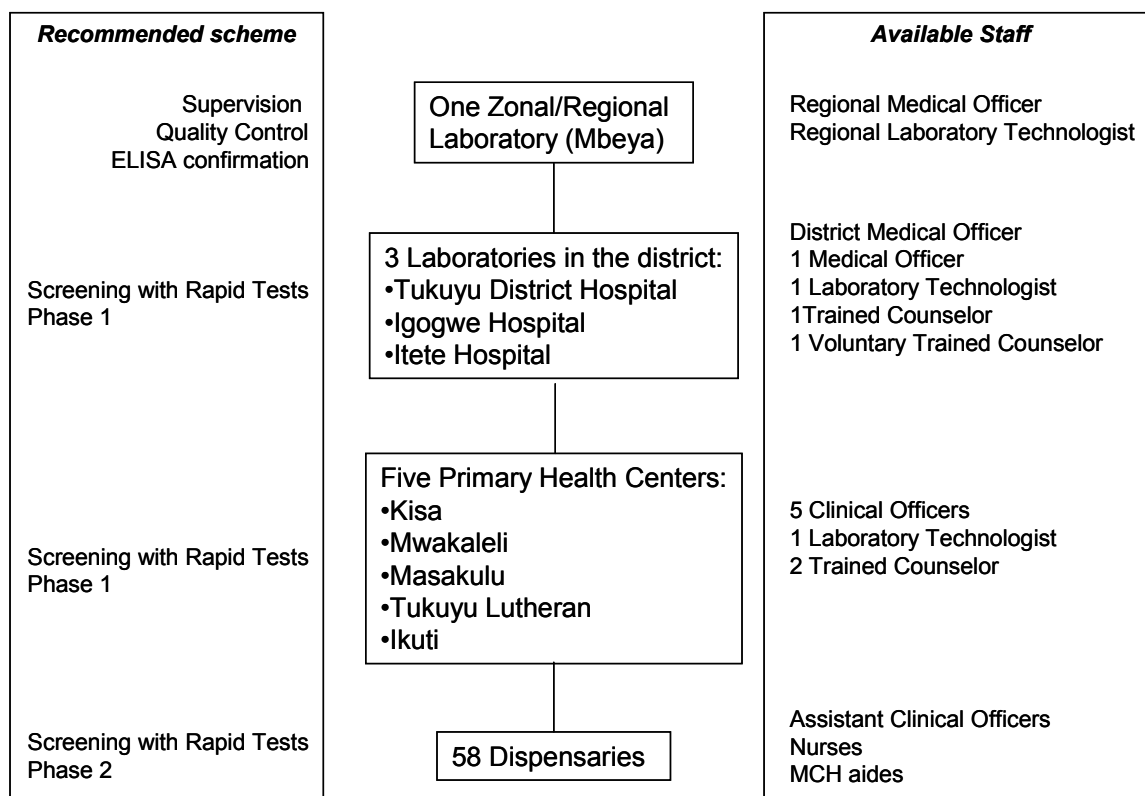 Recommended scheme
Supervision
Quality Control
ELISA confirmation
Screening with Rapid Tests
Phase 1
Screening with Rapid Tests
Phase 1
Screening with Rapid Tests
Phase 2
One Zonal/Regional
Laboratory (Mbeya)
3 Laboratories in the district:
•Tukuyu District Hospital
•Igogwe Hospital
•Itete Hospital
Five Primary Health Centers:
•Kisa
•Mwakaleli
•Masakulu
•Tukuyu Lutheran
•Ikuti
58 Dispensaries
Available Staff
Regional Medical Officer
Regional Laboratory Technologist
District Medical Officer
1 Medical Officer
1 Laboratory Technologist
1Trained Counselor
1 Voluntary Trained Counselor
5 Clinical Officers
1 Laboratory Technologist
2 Trained Counselor
Assistant Clinical Officers
Nurses
MCH aides